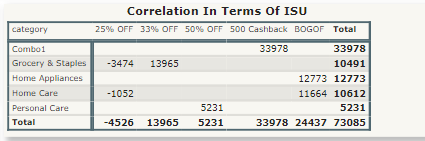 Correlation In Terms Of ISU
category 25% OFF 33% OFF 50% OFF 500 Cashback BOGOF Total
Combo1 33978 33978
Grocery & Staples -3474 13965 10491
Home Appliances 12773 12773
Home Care -1052 11664 10612
Personal Care 5231 5231
Total -4526 13965 5231 33978 24437 73085